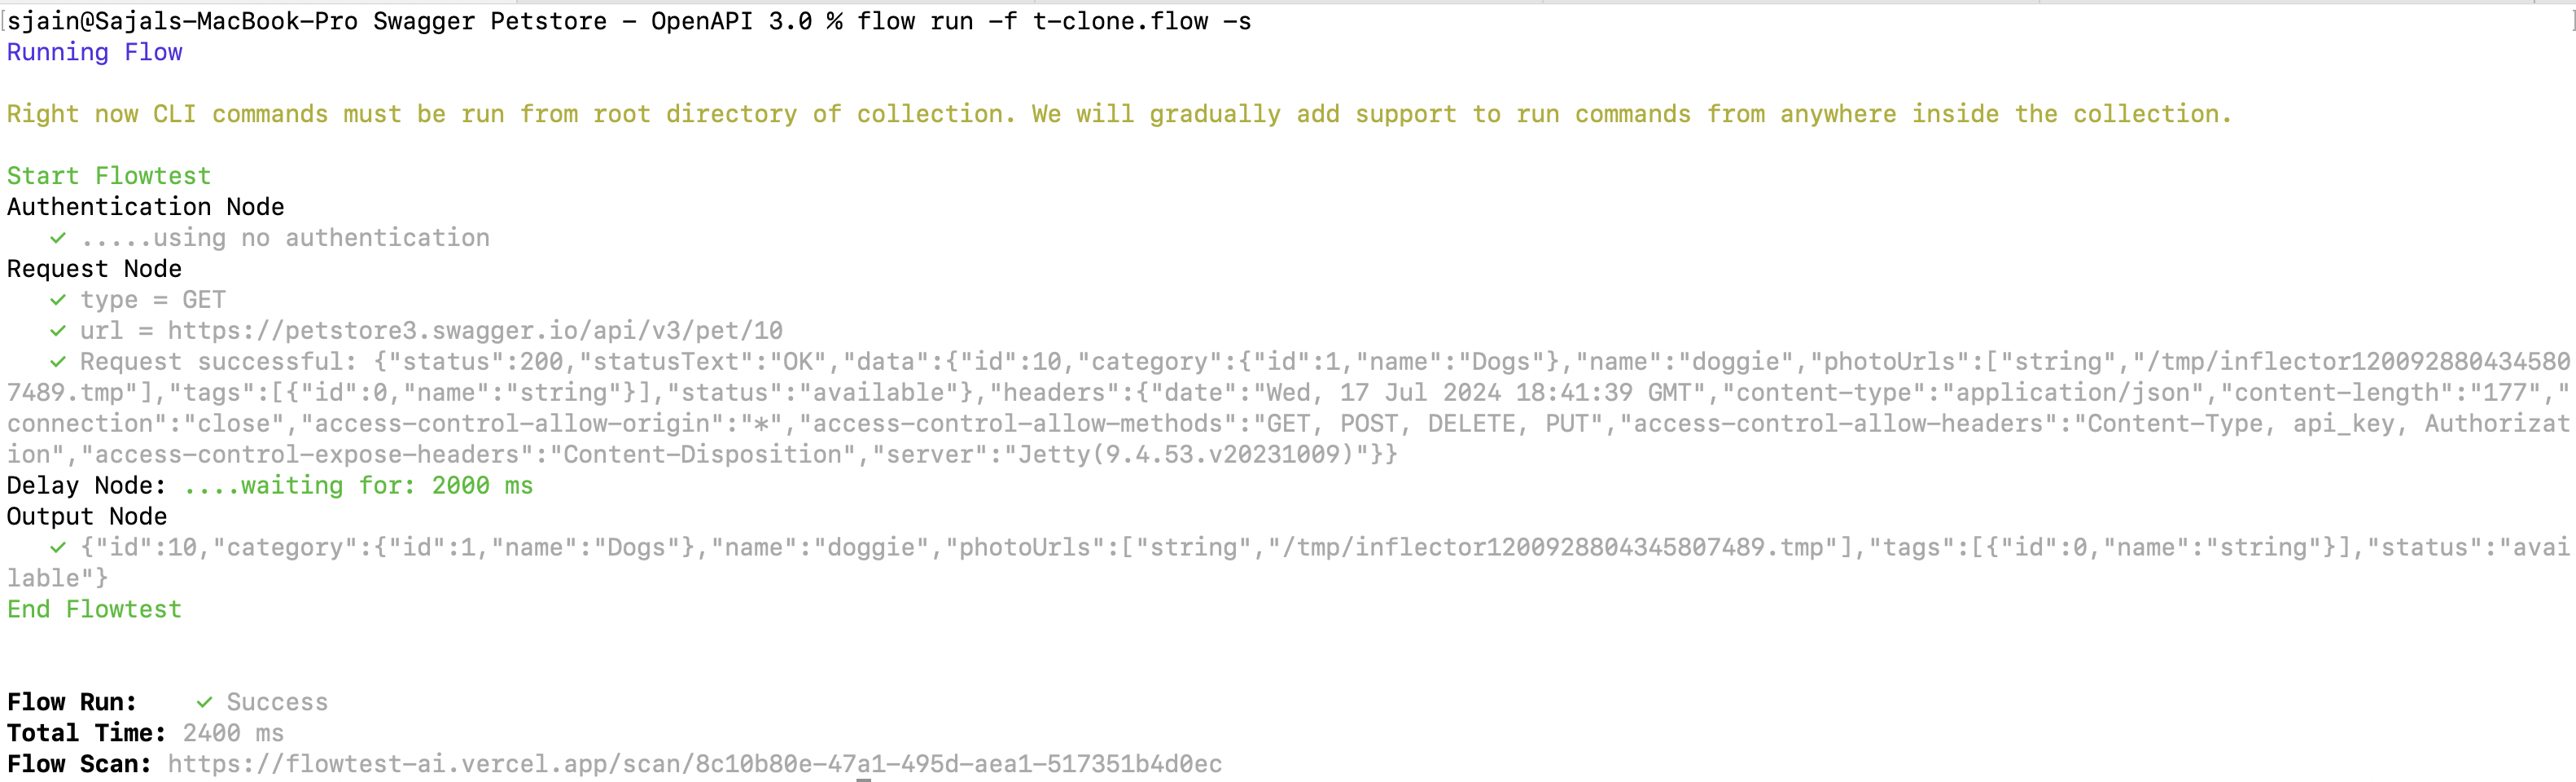 sjain@Sajals-MacBook-Pro Swagger Petstore - OpenAPI 3.0 % flow run -f t-clone.flow -s
Running Flow
Right now CLI commands must be run from root directory of collection. We will gradually add support to run commands from anywhere inside the collection.
Start Flowtest
Authentication Node
✓ .....using no authentication
Request Node
✓ type = GET
✓ url = https://petstore3.swagger.io/api/v3/pet/10
✓ Request successful: {"status":200,"statusText":"OK","data":{"id":10,"category":{"id":1,"name":"Dogs"},"name":"doggie","photoUrls":["string","/tmp/inflector120092880434580
7489.tmp"],"tags":[{"id":0,"name":"string"}],"status":"available"},"headers":{"date":"Wed, 17 Jul 2024 18:41:39 GMT","content-type":"application/json","content-length":"177","
connection":"close","access-control-allow-origin":"*","access-control-allow-methods":"GET, POST, DELETE, PUT","access-control-allow-headers":"Content-Type, api_key, Authorizat
ion","access-control-expose-headers":"Content-Disposition","server":"Jetty(9.4.53.v20231009)"}}
Delay Node: ....waiting for: 2000 ms
Output Node
✓ {"id":10,"category":{"id":1,"name":"Dogs"},"name":"doggie","photoUrls":["string","/tmp/inflector1200928804345807489.tmp"],"tags":[{"id":0,"name":"string"}],"status":"avai
lable"}
End Flowtest
Flow Run: ✓ Success
Total Time: 2400 ms
Flow Scan: https://flowtest-ai.vercel.app/scan/8c10b80e-47a1-495d-aea1-517351b4d0ec